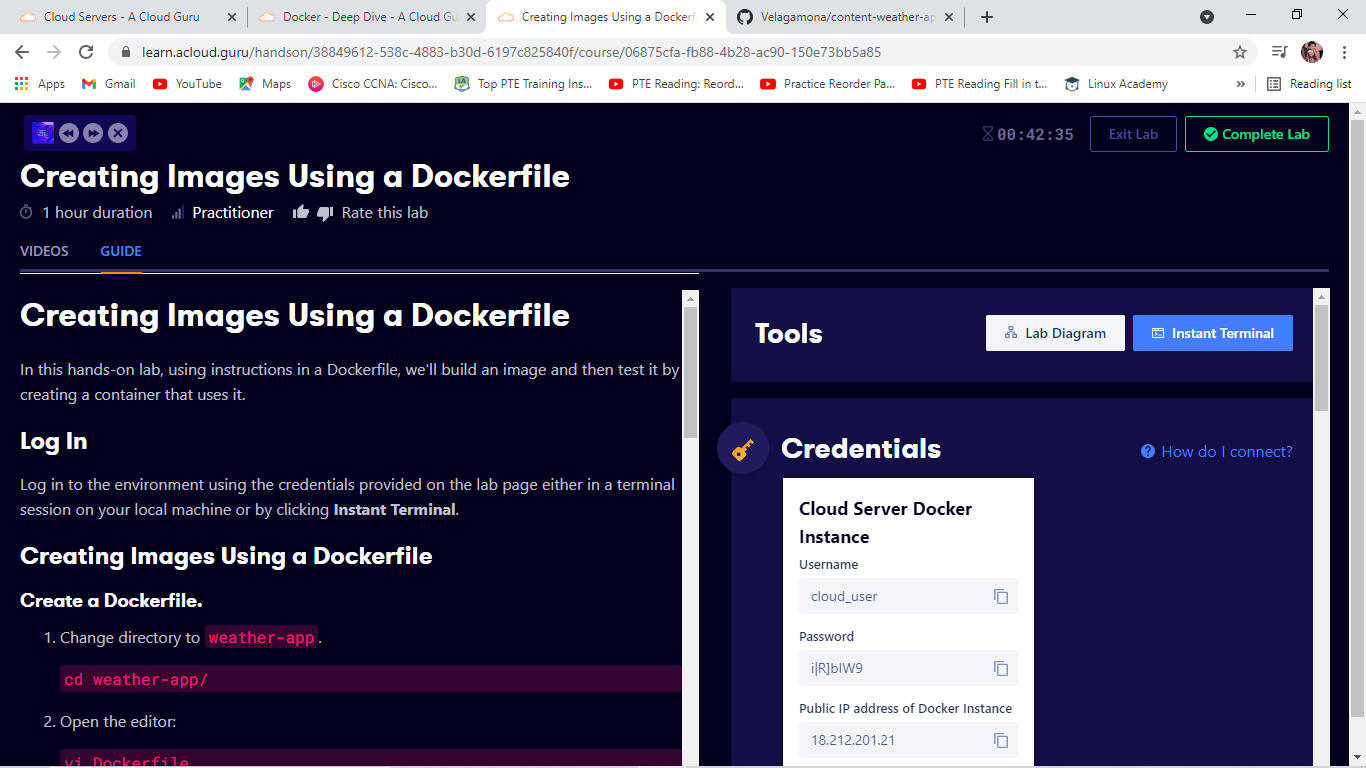 Cloud Servers - A Cloud Guru
Docker - Deep Dive - A Cloud Gu
Creating Images Using a Dockerf
Velagamona/content-weather-ap
learn.acloud.guru/handson/38849612-538c-4883-b30d-6197c825840f/course/06875cfa-fb88-4b28-ac90-150e73bb5a85
Apps Gmail YouTube Maps Cisco CCNA: Cisco... Top PTE Training Ins... PTE Reading: Reord... Practice Reorder Pa... PTE Reading Fill in t... Linux Academy » Reading list
00:42:35 Exit Lab Complete Lab
Creating Images Using a Dockerfile
1 hour duration Practitioner Rate this lab
VIDEOS GUIDE
Creating Images Using a Dockerfile
In this hands-on lab, using instructions in a Dockerfile, we'll build an image and then test it by
creating a container that uses it.
Log In
Log in to the environment using the credentials provided on the lab page either in a terminal
session on your local machine or by clicking Instant Terminal.
Creating Images Using a Dockerfile
Create a Dockerfile.
1. Change directory to weather-app.
cd weather-app/
2. Open the editor:
vi Dockerfile
Tools
Lab Diagram Instant Terminal
Credentials
How do I connect?
Cloud Server Docker
Instance
Username
cloud_user
Password
Public IP address of Docker Instance
18.212.201.21